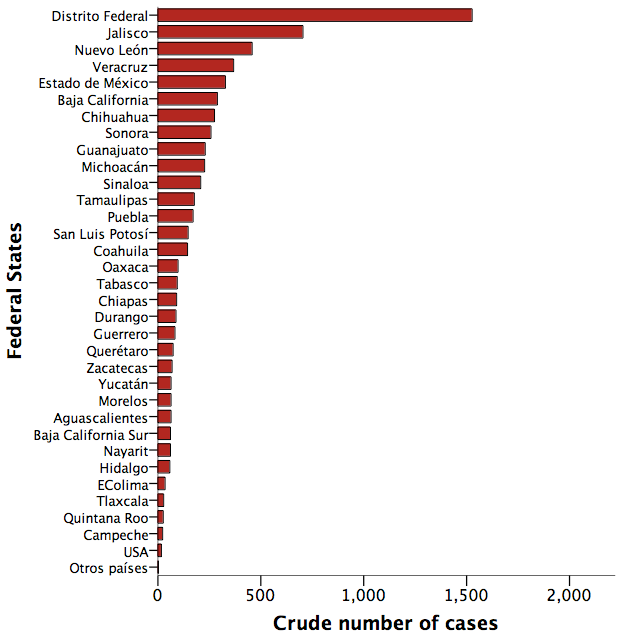 Distrito Federal
Jalisco
Nuevo León
Veracruz
Estado de México
Baja California
Chihuahua
Sonora
Guanajuato
Michoacán
Sinaloa
Tamaulipas
Puebla
San Luis Potosí
Coahuila
Oaxaca
Tabasco
Chiapas
Durango
Guerrero
Querétaro
Zacatecas
Yucatán
Morelos
Aguascalientes
Baja California Sur
Nayarit
Hidalgo
EColima
Tlaxcala
Quintana Roo
Campeche
USA
Otros países
Federal States
0 500 1,000 1,500 2,000
Crude number of cases